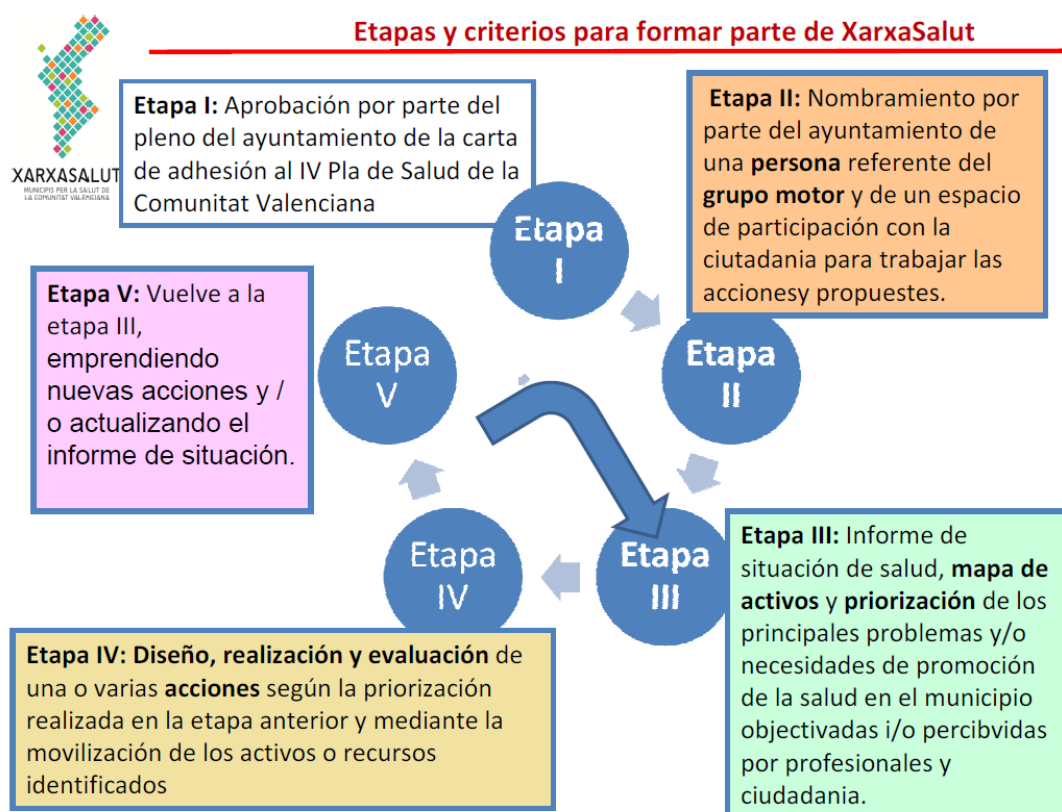 Etapas y criterios para formar parte de XarxaSalut
XARXASALUT
MUNICIPIS PER LA SALUT DE
LA COMUNITAT VALENCIANA
Etapa I: Aprobación por parte del
pleno del ayuntamiento de la carta
de adhesión al IV Pla de Salud de la
Comunitat Valenciana
Etapa II: Nombramiento por
parte del ayuntamiento de
una persona referente del
grupo motor y de un espacio
de participación con la
ciutadania para trabajar las
accionesy propuestes.
Etapa
I
Etapa
II
Etapa
III
Etapa
IV
Etapa
V
Etapa III: Informe de
situación de salud, mapa de
activos y priorización de los
principales problemas y/o
necesidades de promoción
de la salud en el municipio
objectivadas i/o percibvidas
por profesionales y
ciudadania.
Etapa IV: Diseño, realización y evaluación de
una o varias acciones según la priorización
realizada en la etapa anterior y mediante la
movilización de los activos o recursos
identificados
Etapa V: Vuelve a la
etapa III,
emprendiendo
nuevas acciones y /
o actualizando el
informe de situación.